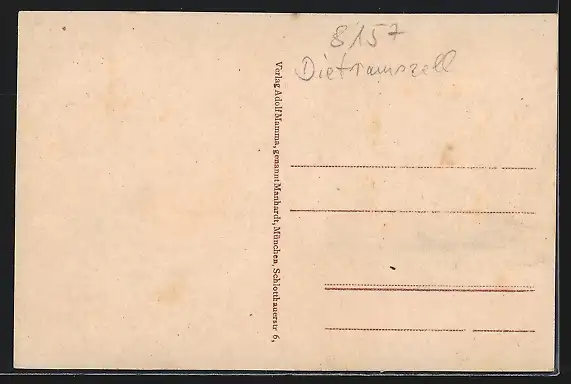 8157
Dietramszell
Verlag Adolf Mamma, genannt Manhardt, München, Schlotthauerstr 6,